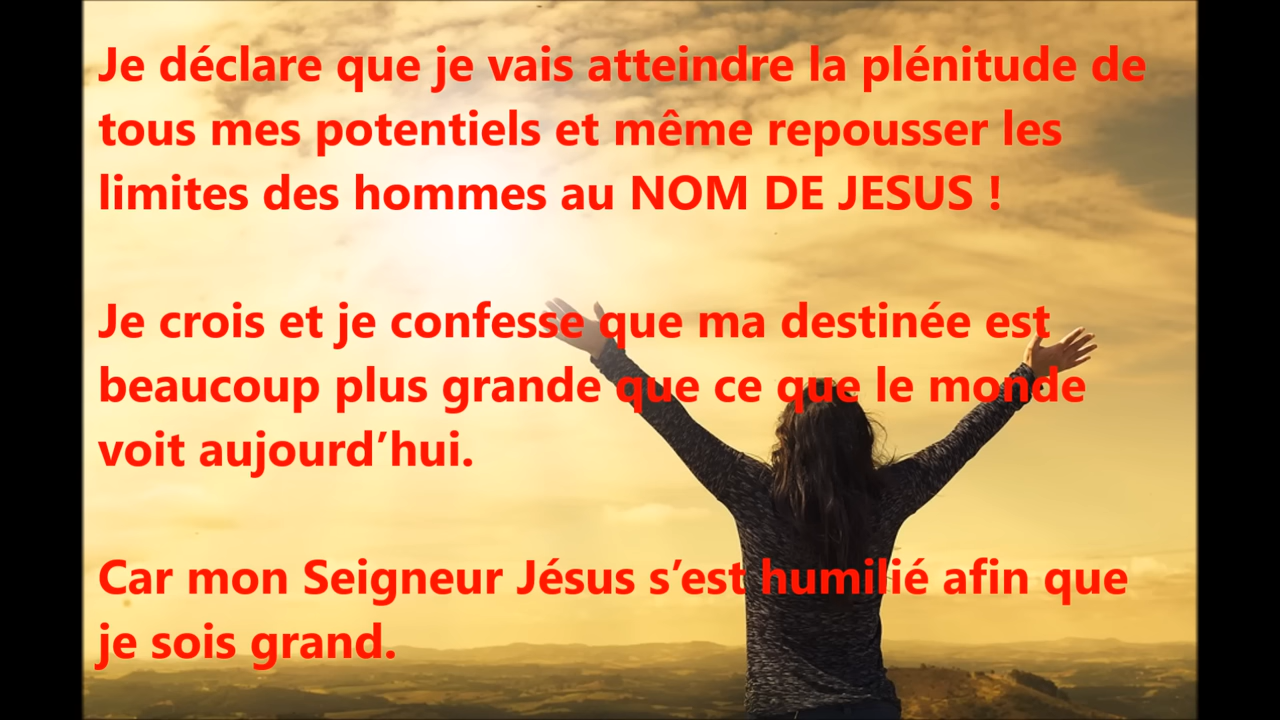 Je déclare que je vais atteindre la plénitude de
tous mes potentiels et même repousser les
limites des hommes au NOM DE JESUS !
Je crois et je confesse que ma destinée est
beaucoup plus grande que ce que le monde
voit aujourd’hui.
Car mon Seigneur Jésus s’est humilié afin que
je sois grand.